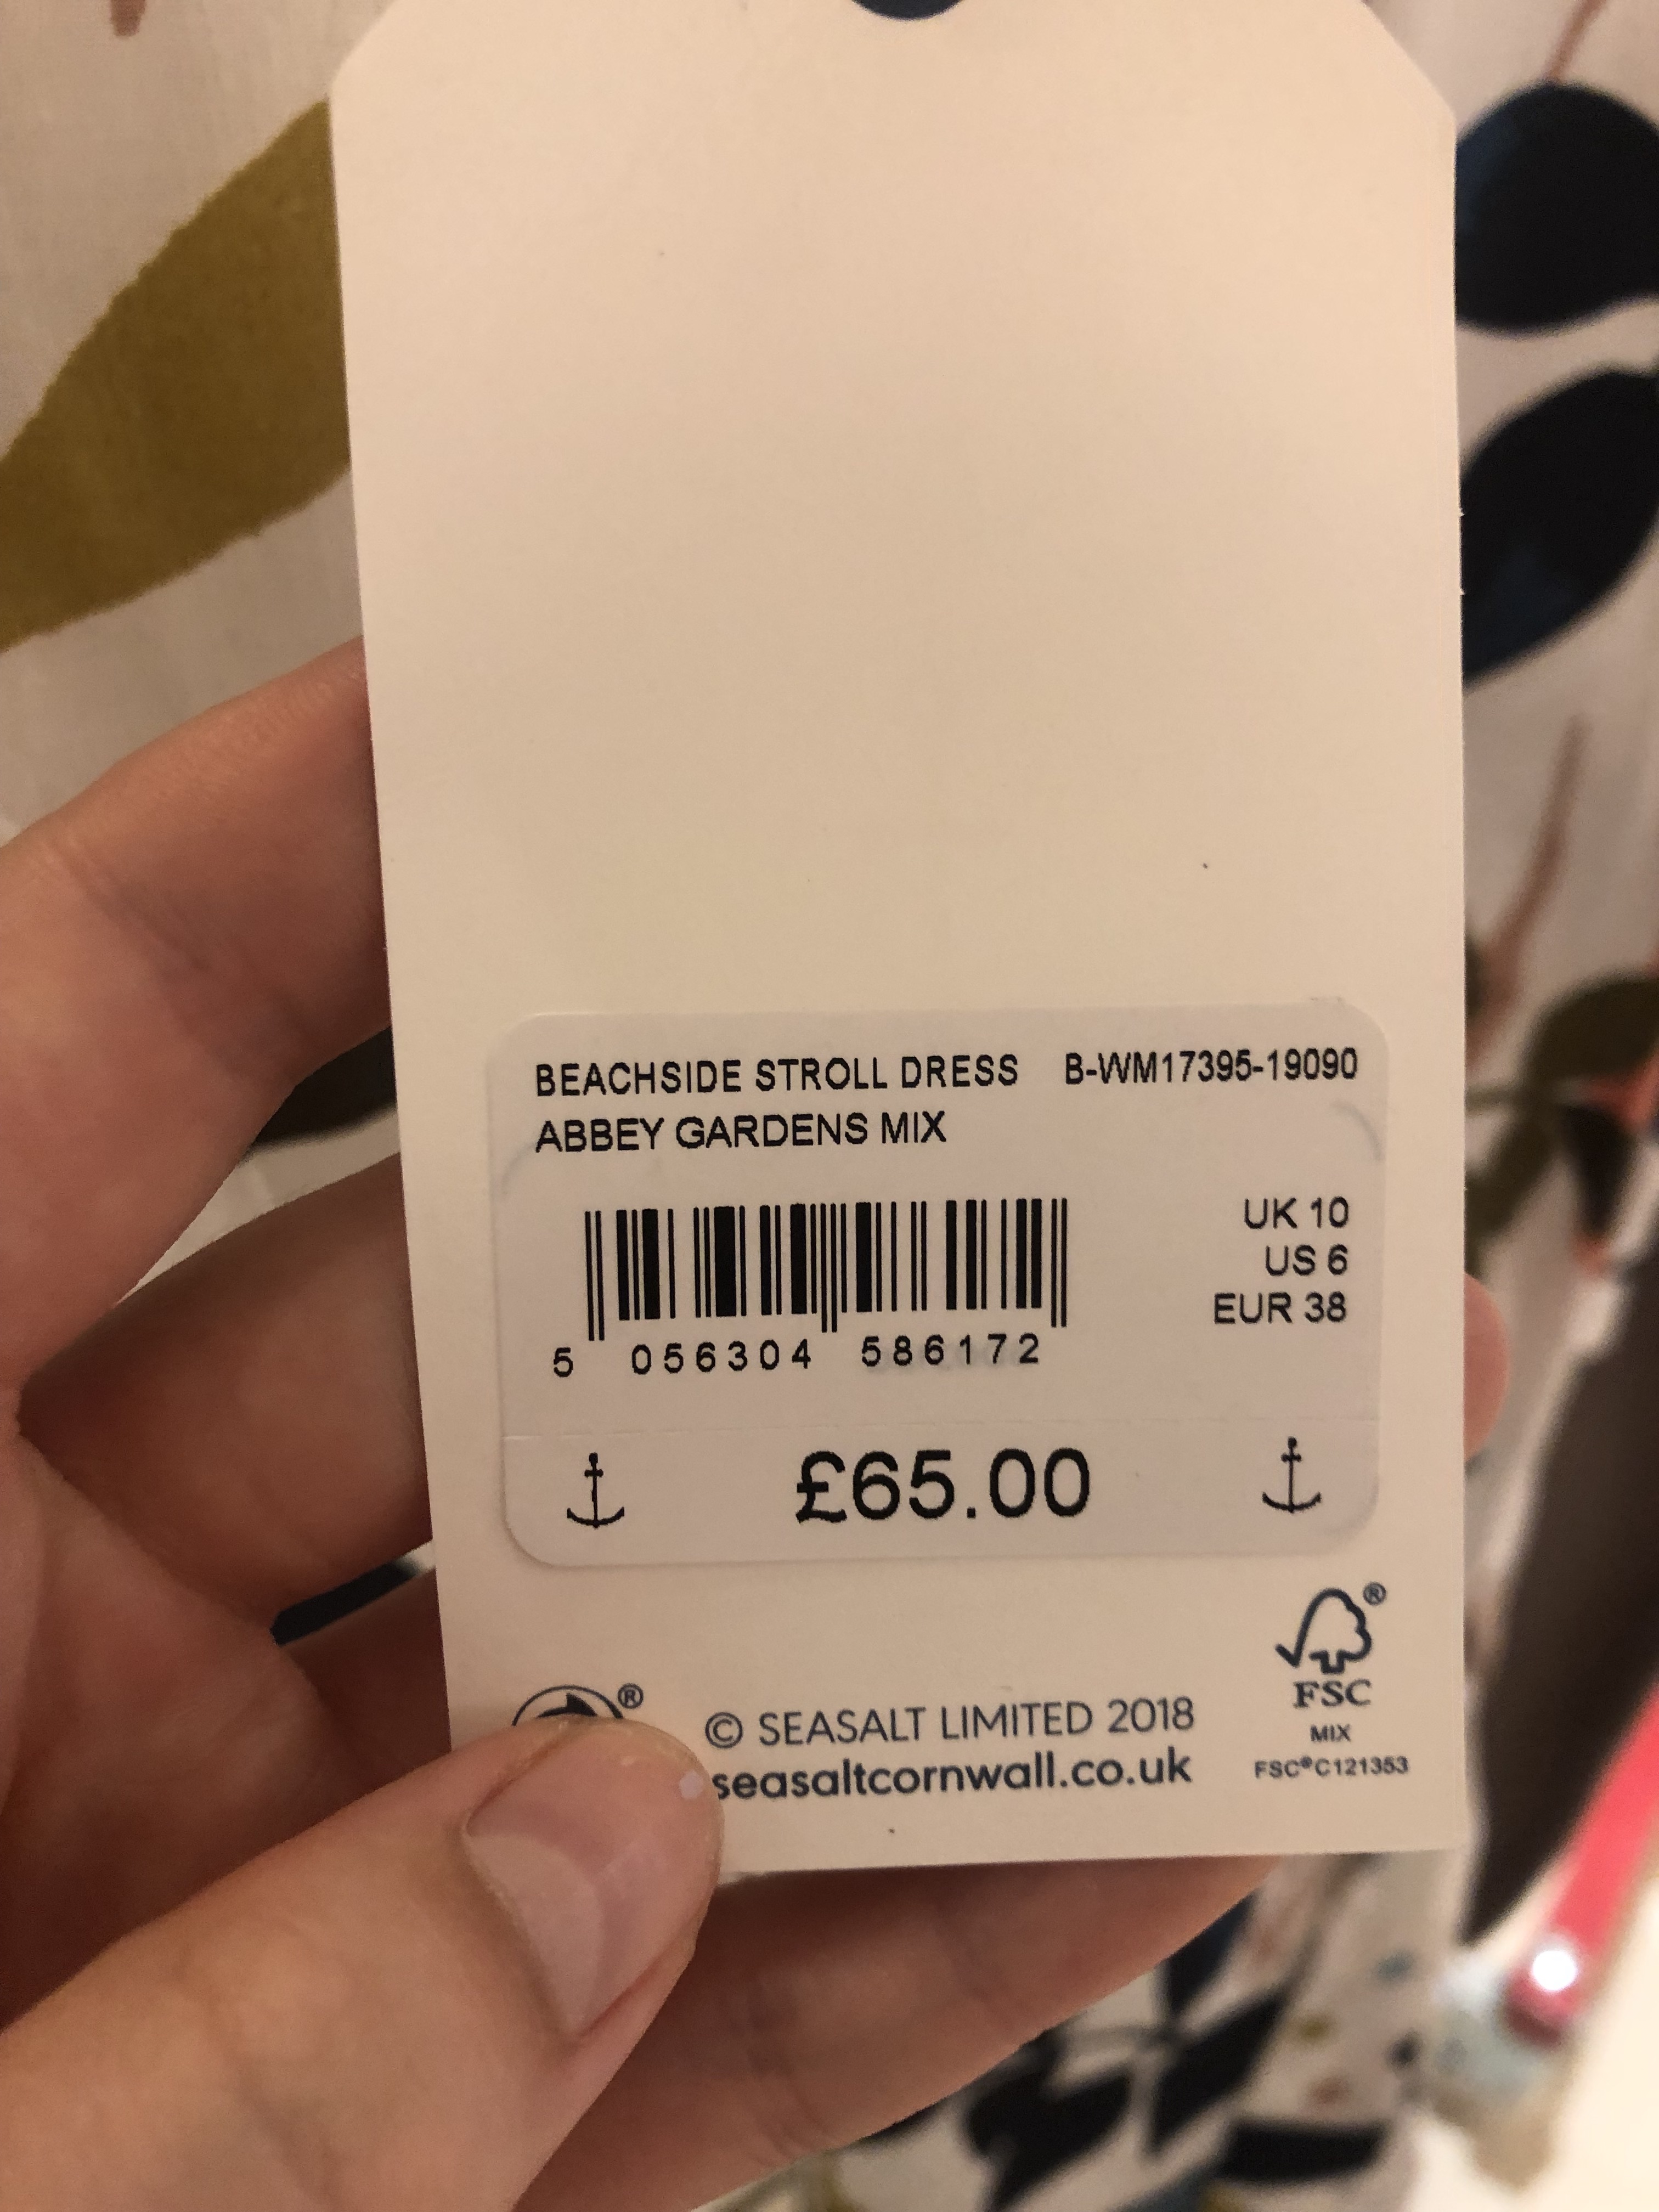 BEACHSIDE STROLL DRESS B-WM17395-19090
ABBEY GARDENS MIX
UK 10
US 6
EUR 38
5 056304 586172
£65.00
® © SEASALT LIMITED 2018
seasaltcornwall.co.uk
®
FSC
MIX
FSC®C121353